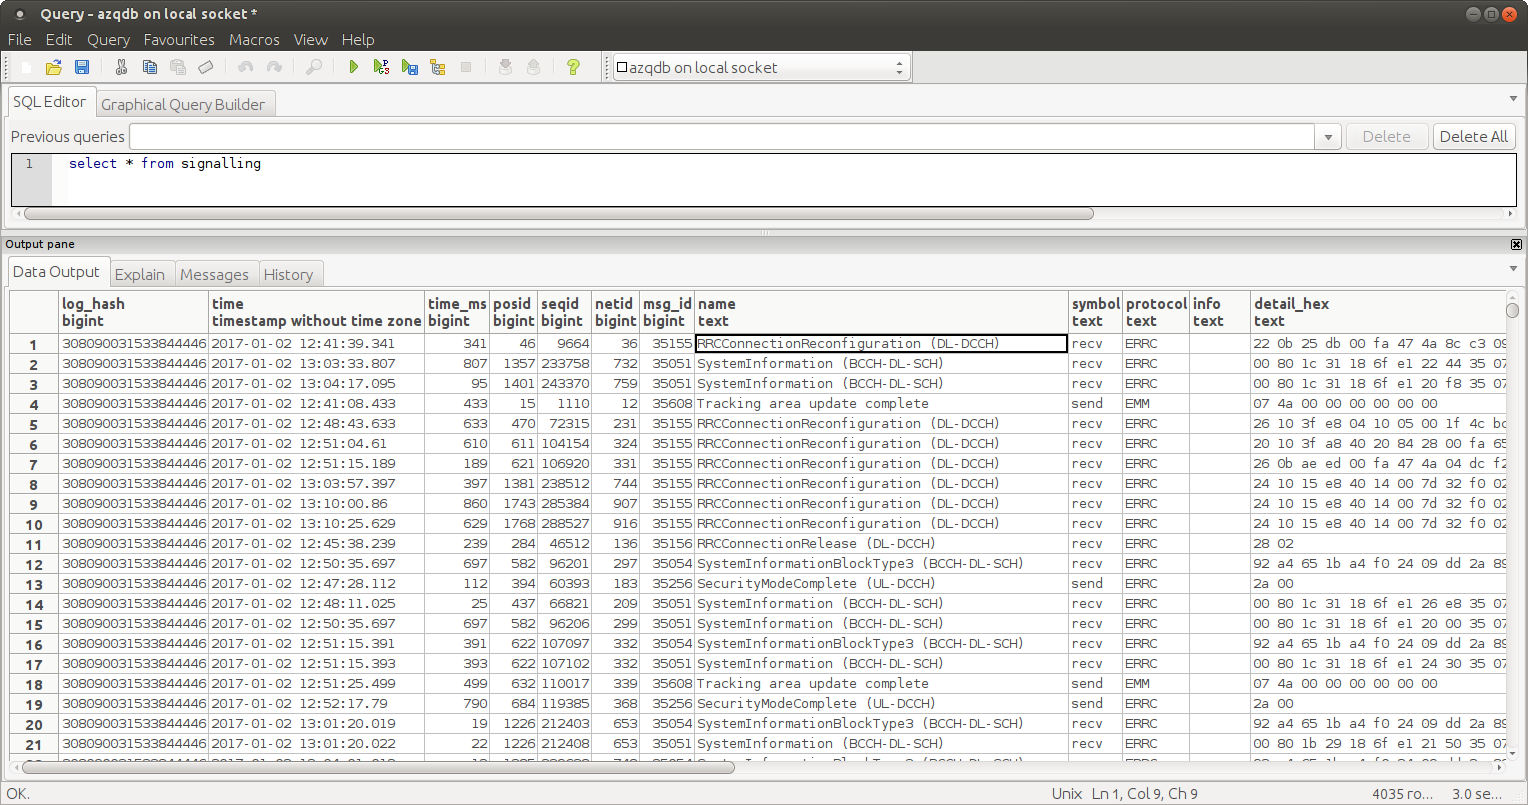 Query - azqdb on local socket *
File Edit Query Favourites Macros View Help
azqdb on local socket
SQL Editor Graphical Query Builder
Previous queries Delete Delete All
1 select * from signalling
Output pane
Data Output Explain Messages History
log_hash time time_ms posid seqid netid msg_id name symbol protocol info detail_hex
bigint timestamp without time zone bigint bigint bigint bigint bigint text text text text text
1 308090031533844446 2017-01-02 12:41:39.341 341 46 9664 36 35155 RRCConnectionReconfiguration (DL-DCCH) recv ERRC 22 0b 25 db 00 fa 47 4a 8c c3 09
2 308090031533844446 2017-01-02 13:03:33.807 807 1357 233758 732 35051 SystemInformation (BCCH-DL-SCH) recv ERRC 00 80 1c 31 18 6f e1 22 44 35 07
3 308090031533844446 2017-01-02 13:04:17.095 95 1401 243370 759 35051 SystemInformation (BCCH-DL-SCH) recv ERRC 00 80 1c 31 18 6f e1 20 f8 35 07
4 308090031533844446 2017-01-02 12:41:08.433 433 15 1110 12 35608 Tracking area update complete send EMM 07 4a 00 00 00 00 00 00
5 308090031533844446 2017-01-02 12:48:43.633 633 470 72315 231 35155 RRCConnectionReconfiguration (DL-DCCH) recv ERRC 26 10 3f e8 04 10 05 00 1f 4c bc
6 308090031533844446 2017-01-02 12:51:04.61 610 611 104154 324 35155 RRCConnectionReconfiguration (DL-DCCH) recv ERRC 20 10 3f a8 40 20 84 28 00 fa 65
7 308090031533844446 2017-01-02 12:51:15.189 189 621 106920 331 35155 RRCConnectionReconfiguration (DL-DCCH) recv ERRC 26 0b ae ed 00 fa 47 4a 04 dc f2
8 308090031533844446 2017-01-02 13:03:57.397 397 1381 238512 744 35155 RRCConnectionReconfiguration (DL-DCCH) recv ERRC 24 10 15 e8 40 14 00 7d 32 f0 02
9 308090031533844446 2017-01-02 13:10:00.86 860 1743 285384 907 35155 RRCConnectionReconfiguration (DL-DCCH) recv ERRC 24 10 15 e8 40 14 00 7d 32 f0 02
10 308090031533844446 2017-01-02 13:10:25.629 629 1768 288527 916 35155 RRCConnectionReconfiguration (DL-DCCH) recv ERRC 24 10 15 e8 40 14 00 7d 32 f0 02
11 308090031533844446 2017-01-02 12:45:38.239 239 284 46512 136 35156 RRCConnectionRelease (DL-DCCH) recv ERRC 28 02
12 308090031533844446 2017-01-02 12:50:35.697 697 582 96201 297 35054 SystemInformationBlockType3 (BCCH-DL-SCH) recv ERRC 92 a4 65 1b a4 f0 24 09 dd 2a 89
13 308090031533844446 2017-01-02 12:47:28.112 112 394 60393 183 35256 SecurityModeComplete (UL-DCCH) send ERRC 2a 00
14 308090031533844446 2017-01-02 12:48:11.025 25 437 66821 209 35051 SystemInformation (BCCH-DL-SCH) recv ERRC 00 80 1c 31 18 6f e1 26 e8 35 07
15 308090031533844446 2017-01-02 12:50:35.697 697 582 96206 299 35051 SystemInformation (BCCH-DL-SCH) recv ERRC 00 80 1c 31 18 6f e1 20 00 35 07
16 308090031533844446 2017-01-02 12:51:15.391 391 622 107097 332 35054 SystemInformationBlockType3 (BCCH-DL-SCH) recv ERRC 92 a4 65 1b a4 f0 24 09 dd 2a 89
17 308090031533844446 2017-01-02 12:51:15.393 393 622 107102 332 35051 SystemInformation (BCCH-DL-SCH) recv ERRC 00 80 1c 31 18 6f e1 24 30 35 07
18 308090031533844446 2017-01-02 12:51:25.499 499 632 110017 339 35608 Tracking area update complete send EMM 07 4a 00 00 00 00 00 00
19 308090031533844446 2017-01-02 12:52:17.79 790 684 119385 368 35256 SecurityModeComplete (UL-DCCH) send ERRC 2a 00
20 308090031533844446 2017-01-02 13:01:20.019 19 1226 212403 653 35054 SystemInformationBlockType3 (BCCH-DL-SCH) recv ERRC 92 a4 65 1b a4 f0 24 09 dd 2a 89
21 308090031533844446 2017-01-02 13:01:20.022 22 1226 212408 653 35051 SystemInformation (BCCH-DL-SCH) recv ERRC 00 80 1b 29 18 6f e1 21 50 35 07
OK. Unix Ln 1, Col 9, Ch 9 4035 ro... 3.0 se...